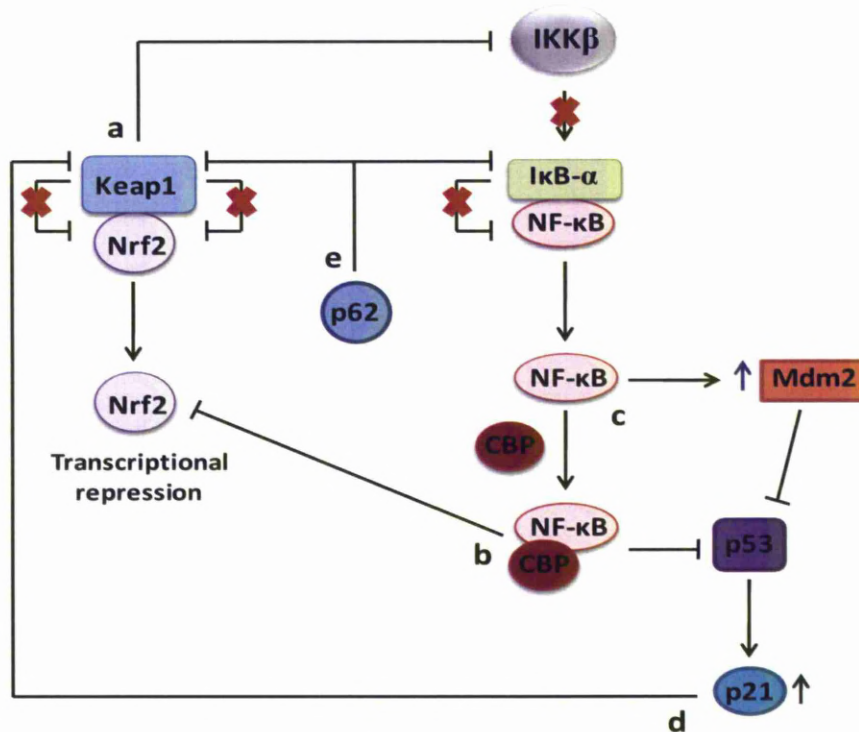 IKKβ
a
Keap1
IκB-α
Nrf2
NF-κB
e
p62
Nrf2
NF-κB
Mdm2
c
CBP
Transcriptional
repression
NF-κB
b
CBP
p53
p21
d